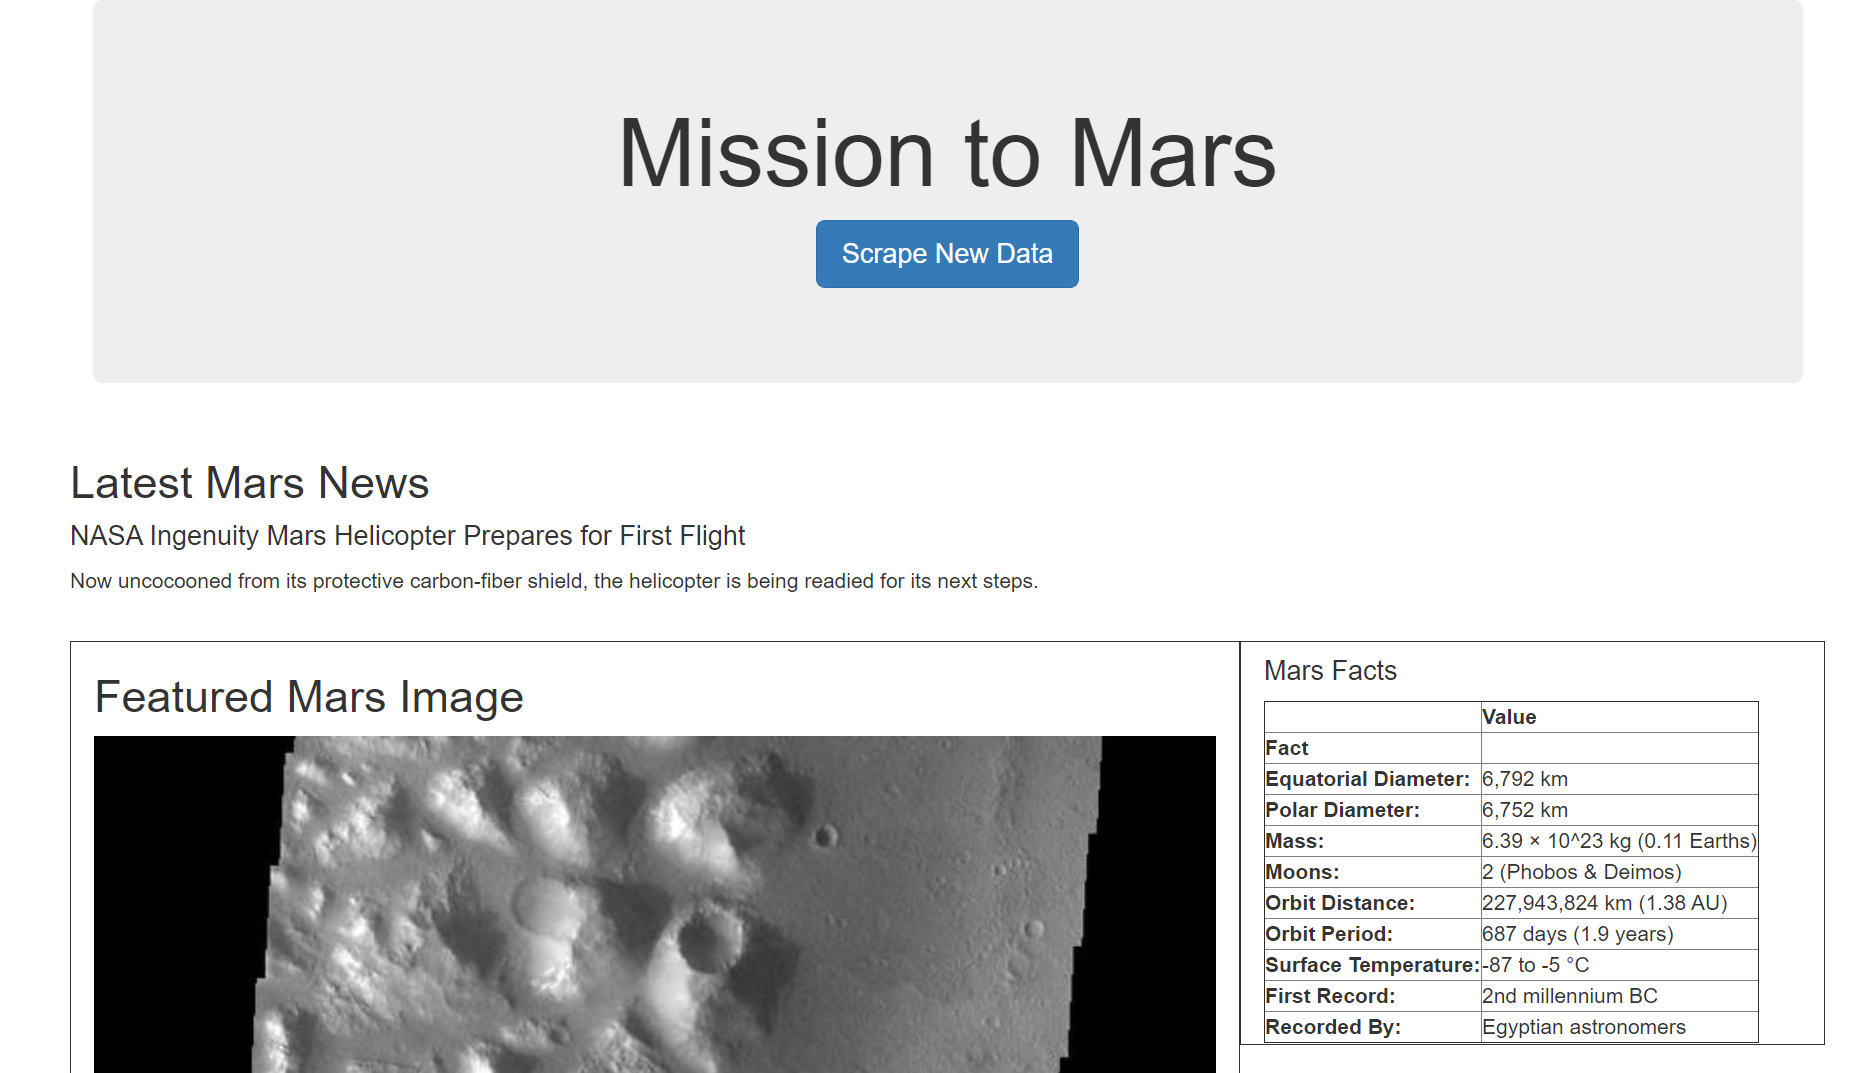 Mission to Mars
Scrape New Data
Latest Mars News
NASA Ingenuity Mars Helicopter Prepares for First Flight
Now uncocooned from its protective carbon-fiber shield, the helicopter is being readied for its next steps.
Featured Mars Image
Mars Facts
Value
Fact
Equatorial Diameter: 6,792 km
Polar Diameter: 6,752 km
Mass: 6.39 × 10^23 kg (0.11 Earths)
Moons: 2 (Phobos & Deimos)
Orbit Distance: 227,943,824 km (1.38 AU)
Orbit Period: 687 days (1.9 years)
Surface Temperature: -87 to -5 °C
First Record: 2nd millennium BC
Recorded By: Egyptian astronomers